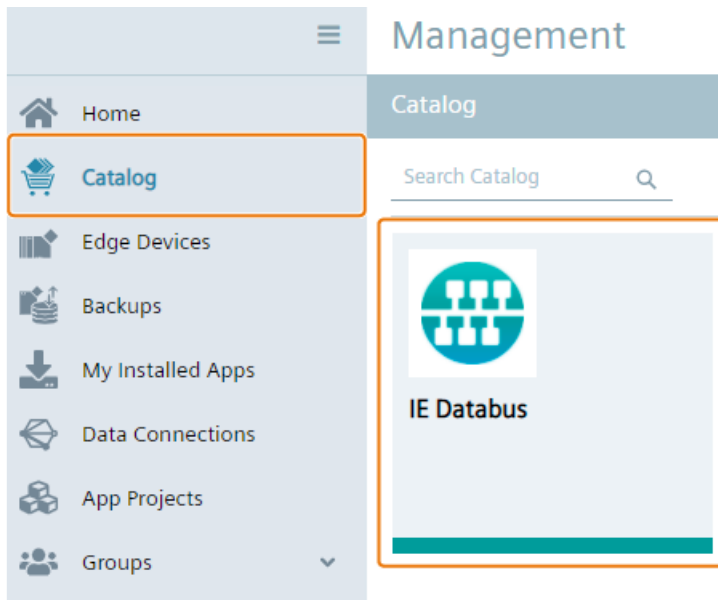 Management
Home
Catalog
Catalog
Search Catalog
Edge Devices
Backups
My Installed Apps
Data Connections
App Projects
Groups
IE Databus